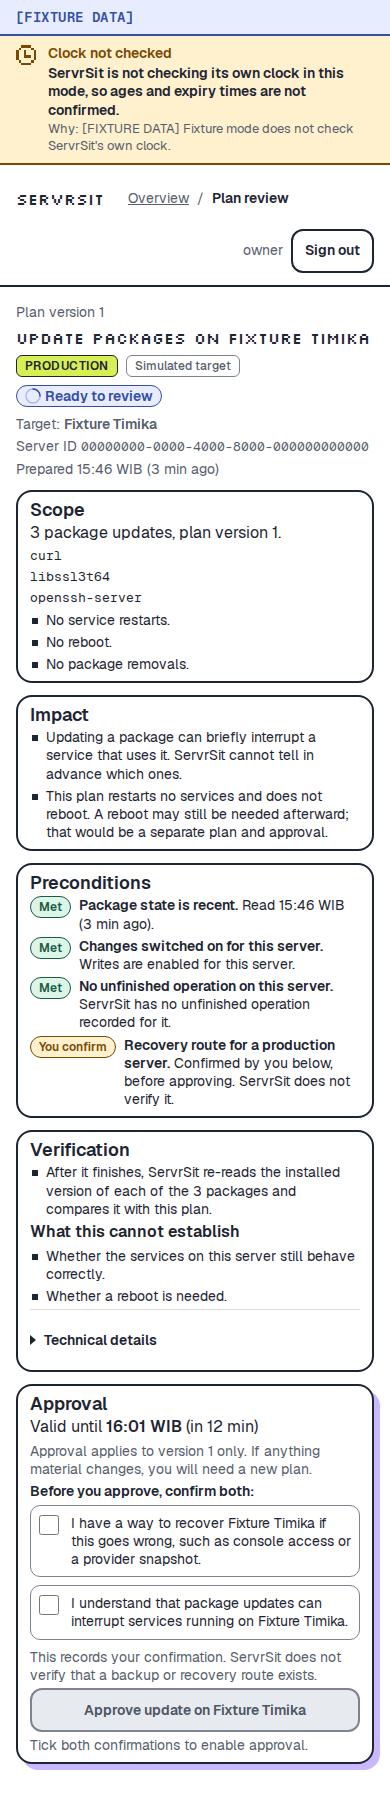 [FIXTURE DATA]
Clock not checked
ServrSit is not checking its own clock in this
mode, so ages and expiry times are not
confirmed.
Why: [FIXTURE DATA] Fixture mode does not check
ServrSit's own clock.
SERVRSIT
Overview / Plan review
owner
Sign out
Plan version 1
UPDATE PACKAGES ON FIXTURE TIMIKA
PRODUCTION
Simulated target
Ready to review
Target: Fixture Timika
Server ID 00000000-0000-4000-8000-000000000000
Prepared 15:46 WIB (3 min ago)
Scope
3 package updates, plan version 1.
curl
libssl3t64
openssh-server
No service restarts.
No reboot.
No package removals.
Impact
Updating a package can briefly interrupt a
service that uses it. ServrSit cannot tell in
advance which ones.
This plan restarts no services and does not
reboot. A reboot may still be needed afterward;
that would be a separate plan and approval.
Preconditions
Met Package state is recent. Read 15:46 WIB
(3 min ago).
Met Changes switched on for this server.
Writes are enabled for this server.
Met No unfinished operation on this server.
ServrSit has no unfinished operation
recorded for it.
You confirm Recovery route for a production
server. Confirmed by you below,
before approving. ServrSit does not
verify it.
Verification
After it finishes, ServrSit re-reads the installed
version of each of the 3 packages and
compares it with this plan.
What this cannot establish
Whether the services on this server still behave
correctly.
Whether a reboot is needed.
Technical details
Approval
Valid until 16:01 WIB (in 12 min)
Approval applies to version 1 only. If anything
material changes, you will need a new plan.
Before you approve, confirm both:
I have a way to recover Fixture Timika if
this goes wrong, such as console access or
a provider snapshot.
I understand that package updates can
interrupt services running on Fixture Timika.
This records your confirmation. ServrSit does not
verify that a backup or recovery route exists.
Approve update on Fixture Timika
Tick both confirmations to enable approval.